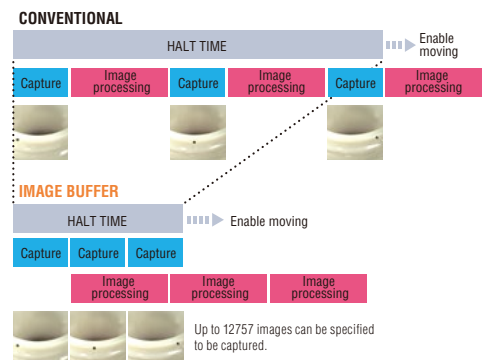 CONVENTIONAL
HALT TIME
Enable
moving
Capture
Image
processing
Capture
Image
processing
Capture
Image
processing
IMAGE BUFFER
HALT TIME
Enable moving
Capture
Capture
Capture
Image
processing
Image
processing
Image
processing
Up to 12757 images can be specified
to be captured.